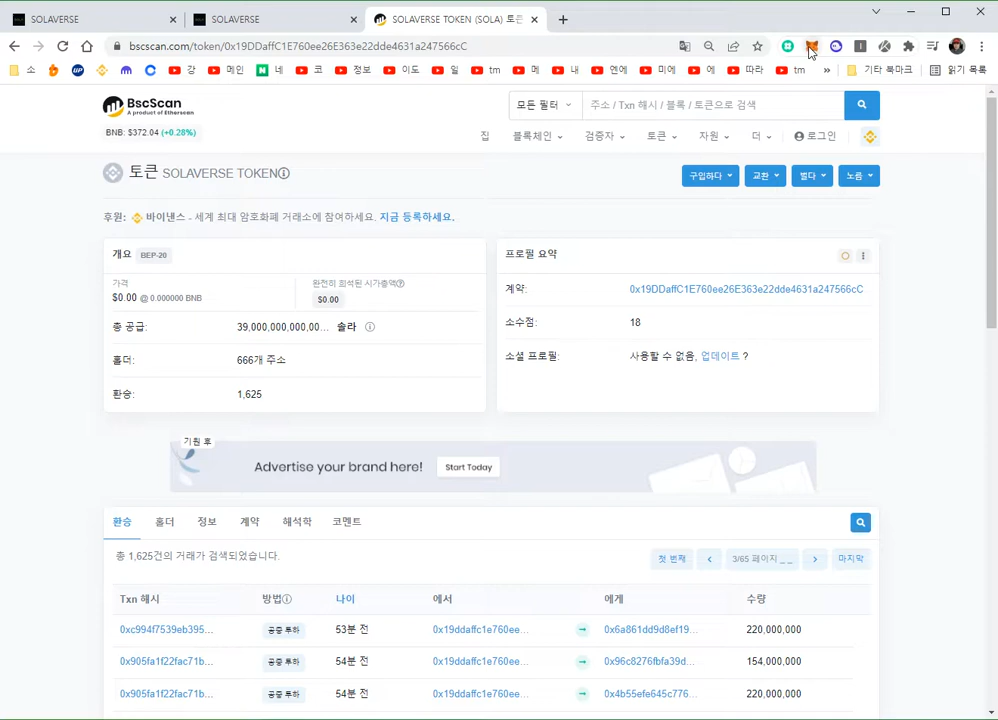 SOLAVERSE
SOLAVERSE
SOLAVERSE TOKEN (SOLA) 토큰
bscscan.com/token/0x19DDaffC1E760ee26E363e22dde4631a247566cC
소
메인
네
코
정보
이도
일
tm
메
내
엔에
미에
에
따라
tm
»
기타 북마크
읽기 목록
BscScan
A product of Etherscan
BNB: $372.04 (+0.28%)
모든 필터
주소 / Txn 해시 / 블록 / 토큰으로 검색
집
블록체인
검증자
토큰
자원
더
로그인
토큰 SOLAVERSE TOKEN
구입하다
교환
벌다
노름
후원:
바이낸스 - 세계 최대 암호화폐 거래소에 참여하세요. 지금 등록하세요.
개요 BEP-20
가격
$0.00 @ 0.000000 BNB
완전히 희석된 시가총액
$0.00
총 공급:
39,000,000,000,00... 솔라
홀더:
666개 주소
환승:
1,625
프로필 요약
계약:
0x19DDaffC1E760ee26E363e22dde4631a247566cC
소수점:
18
소셜 프로필:
사용할 수 없음, 업데이트 ?
기원 후
Advertise your brand here!
Start Today
환승
홀더
정보
계약
해석학
코멘트
총 1,625건의 거래가 검색되었습니다.
첫 번째
3/65 페이지 _ _
마지막
Txn 해시
방법
나이
에서
에게
수량
0xc994f7539eb395...
공중 투하
53분 전
0x19ddaffc1e760ee...
0x6a861dd9d8ef19...
220,000,000
0x905fa1f22fac71b...
공중 투하
54분 전
0x19ddaffc1e760ee...
0x96c8276fbfa39d...
154,000,000
0x905fa1f22fac71b...
공중 투하
54분 전
0x19ddaffc1e760ee...
0x4b55efe645c776...
220,000,000